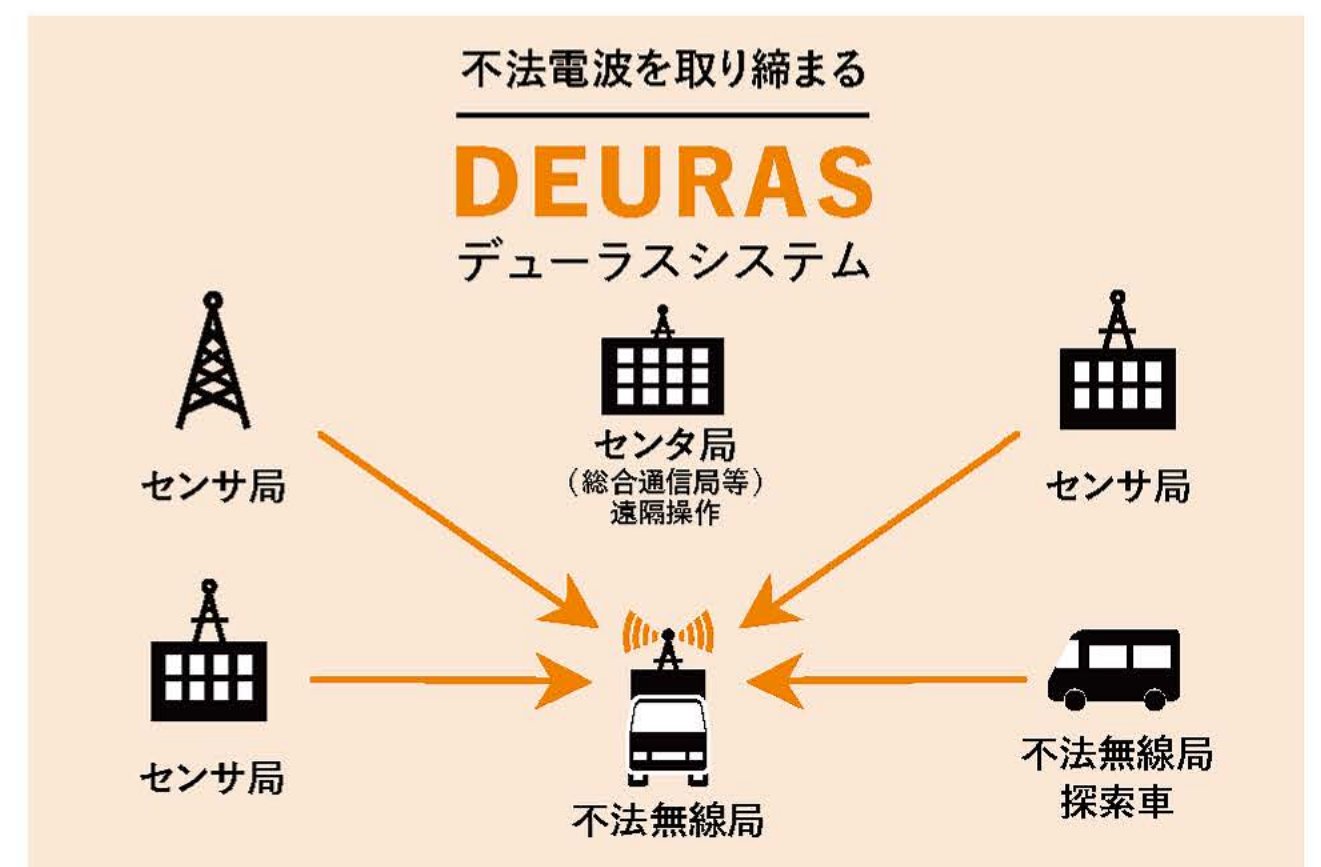 不法電波を取り締まる
DEURAS
デューラスシステム
センサ局
センタ局
(総合通信局等)
遠隔操作
センサ局
センサ局
不法無線局
不法無線局
探索車